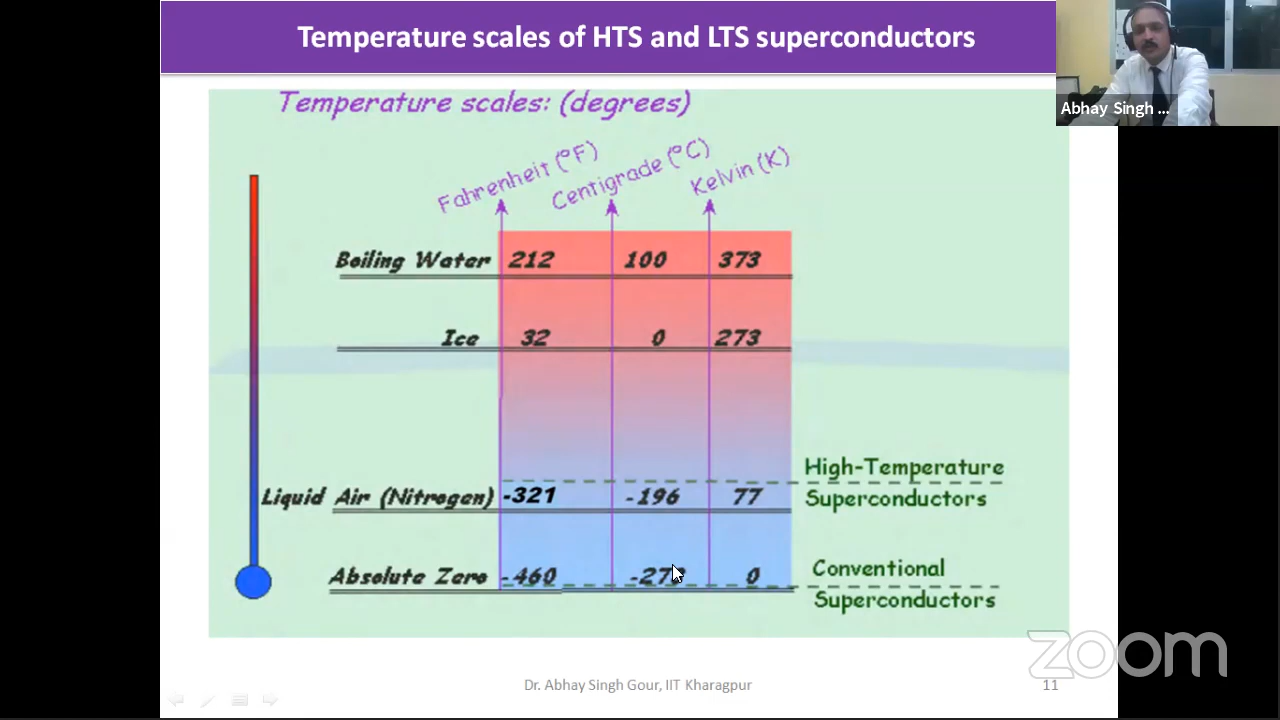 Temperature scales of HTS and LTS superconductors
Abhay Singh ...
Temperature scales: (degrees)
Fahrenheit (°F) Centigrade (°C) Kelvin (K)
Boiling Water 212 100 373
Ice 32 0 273
High-Temperature
Liquid Air (Nitrogen) -321 -196 77 Superconductors
Conventional
Absolute Zero -460 0
Superconductors
zoom
Dr. Abhay Singh Gour, IIT Kharagpur 11